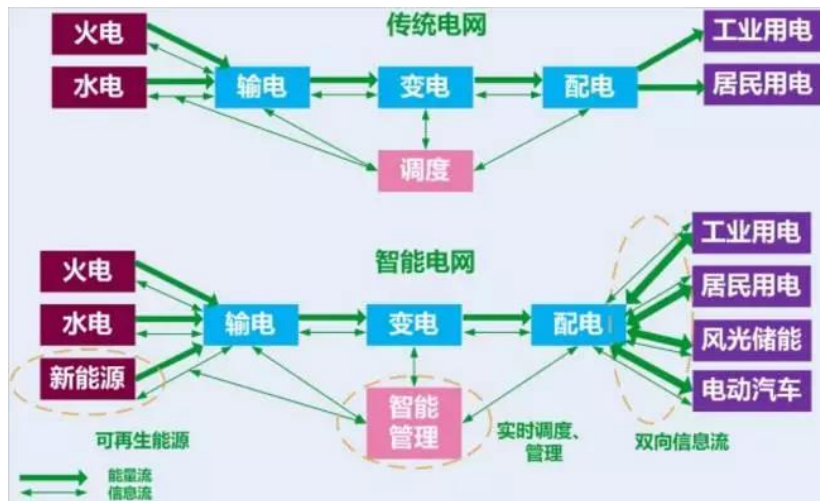 传统电网
火电
工业用电
水电
输电
变电
配电
居民用电
调度
智能电网
火电
工业用电
水电
输电
变电
配电
居民用电
新能源
风光储能
智能
管理
电动汽车
可再生能源
实时调度、
管理
双向信息流
能量流
信息流